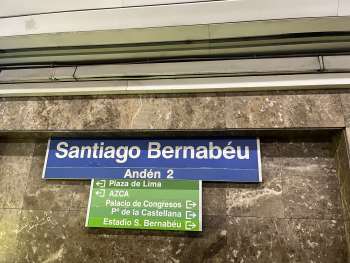 Santiago Bernabéu
Andén 2
Plaza de Lima
AZCA
Palacio de Congresos
Pº de la Castellana
Estadio S. Bernabéu